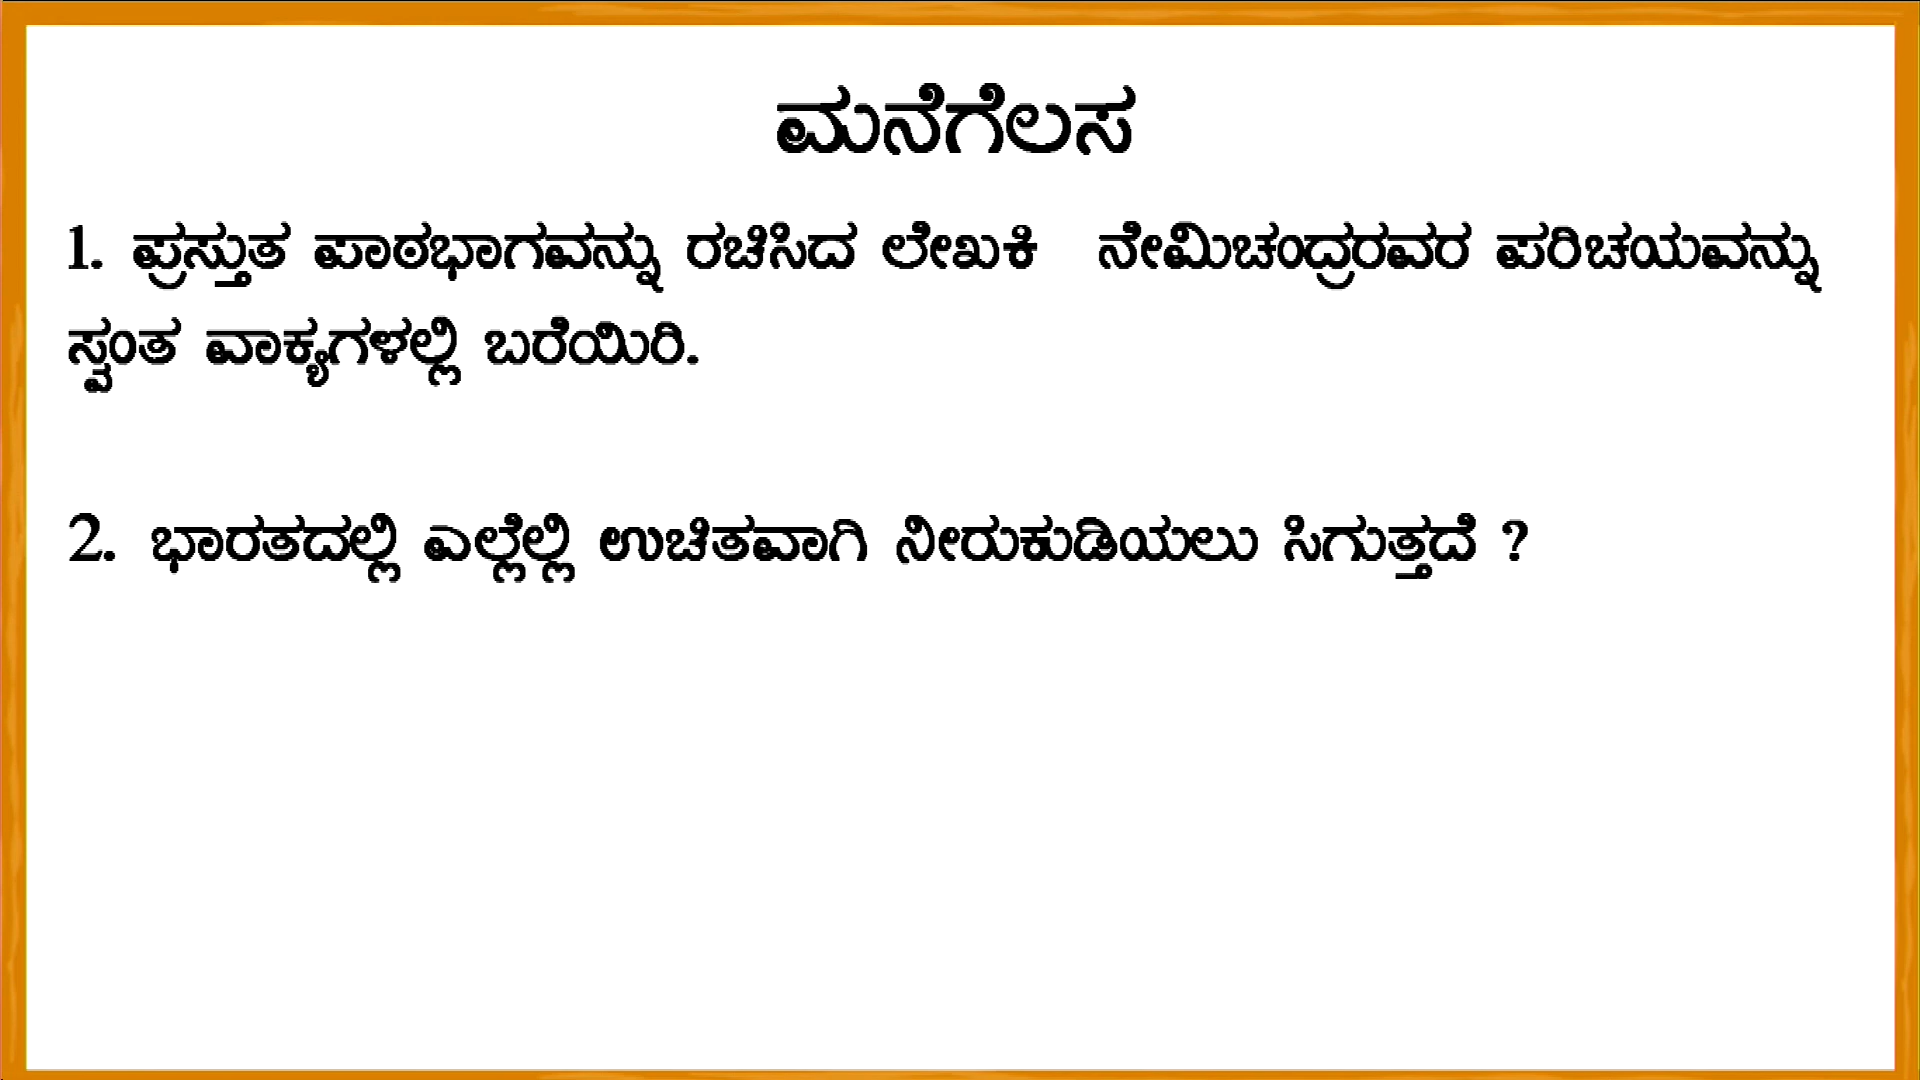 ಮನೆಗೆಲಸ
1. ಪ್ರಸ್ತುತ ಪಾಠಭಾಗವನ್ನು ರಚಿಸಿದ ಲೇಖಕಿ ನೇಮಿಚಂದ್ರರವರ ಪರಿಚಯವನ್ನು
ಸ್ವಂತ ವಾಕ್ಯಗಳಲ್ಲಿ ಬರೆಯಿರಿ.
2. ಭಾರತದಲ್ಲಿ ಎಲ್ಲೆಲ್ಲಿ ಉಚಿತವಾಗಿ ನೀರುಕುಡಿಯಲು ಸಿಗುತ್ತದೆ ?